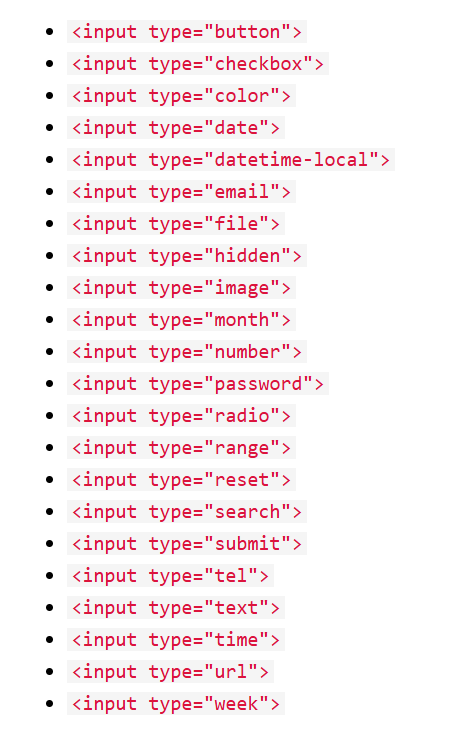 <input type="button">
<input type="checkbox">
<input type="color">
<input type="date">
<input type="datetime-local">
<input type="email">
<input type="file">
<input type="hidden">
<input type="image">
<input type="month">
<input type="number">
<input type="password">
<input type="radio">
<input type="range">
<input type="reset">
<input type="search">
<input type="submit">
<input type="tel">
<input type="text">
<input type="time">
<input type="url">
<input type="week">